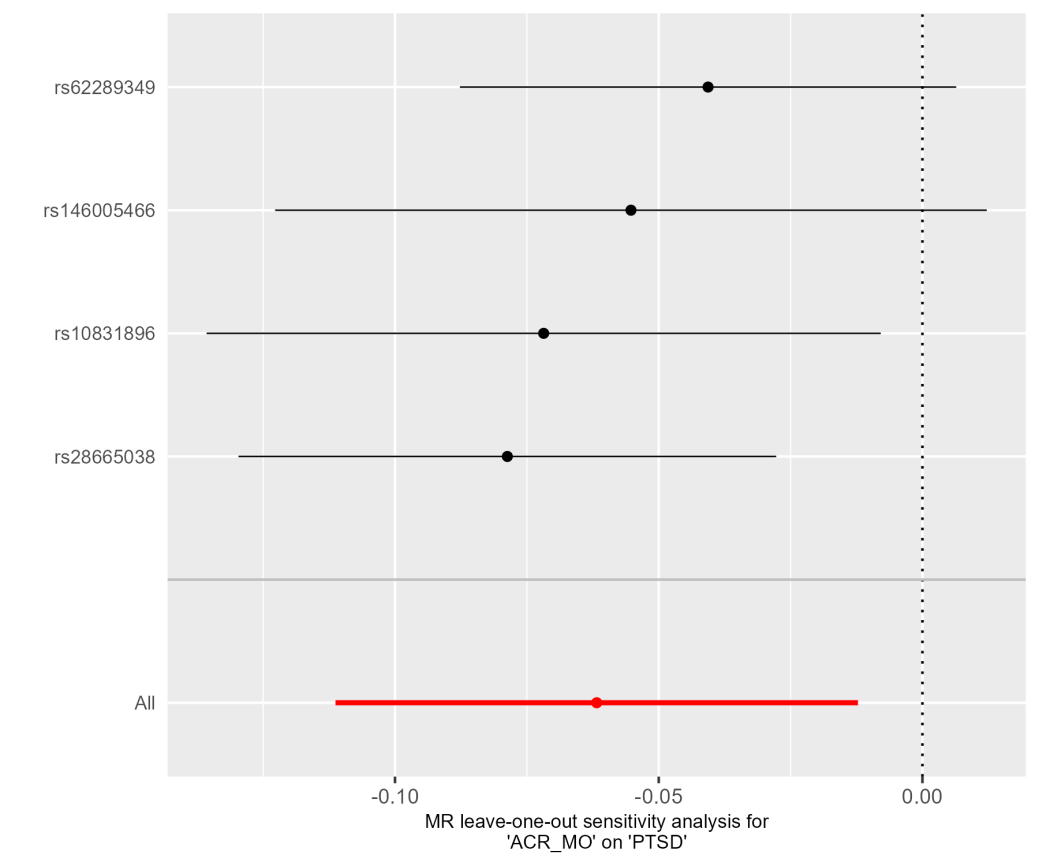 rs62289349
rs146005466
rs10831896
rs28665038
All
-0.10 -0.05 0.00
MR leave-one-out sensitivity analysis for
'ACR_MO' on 'PTSD'